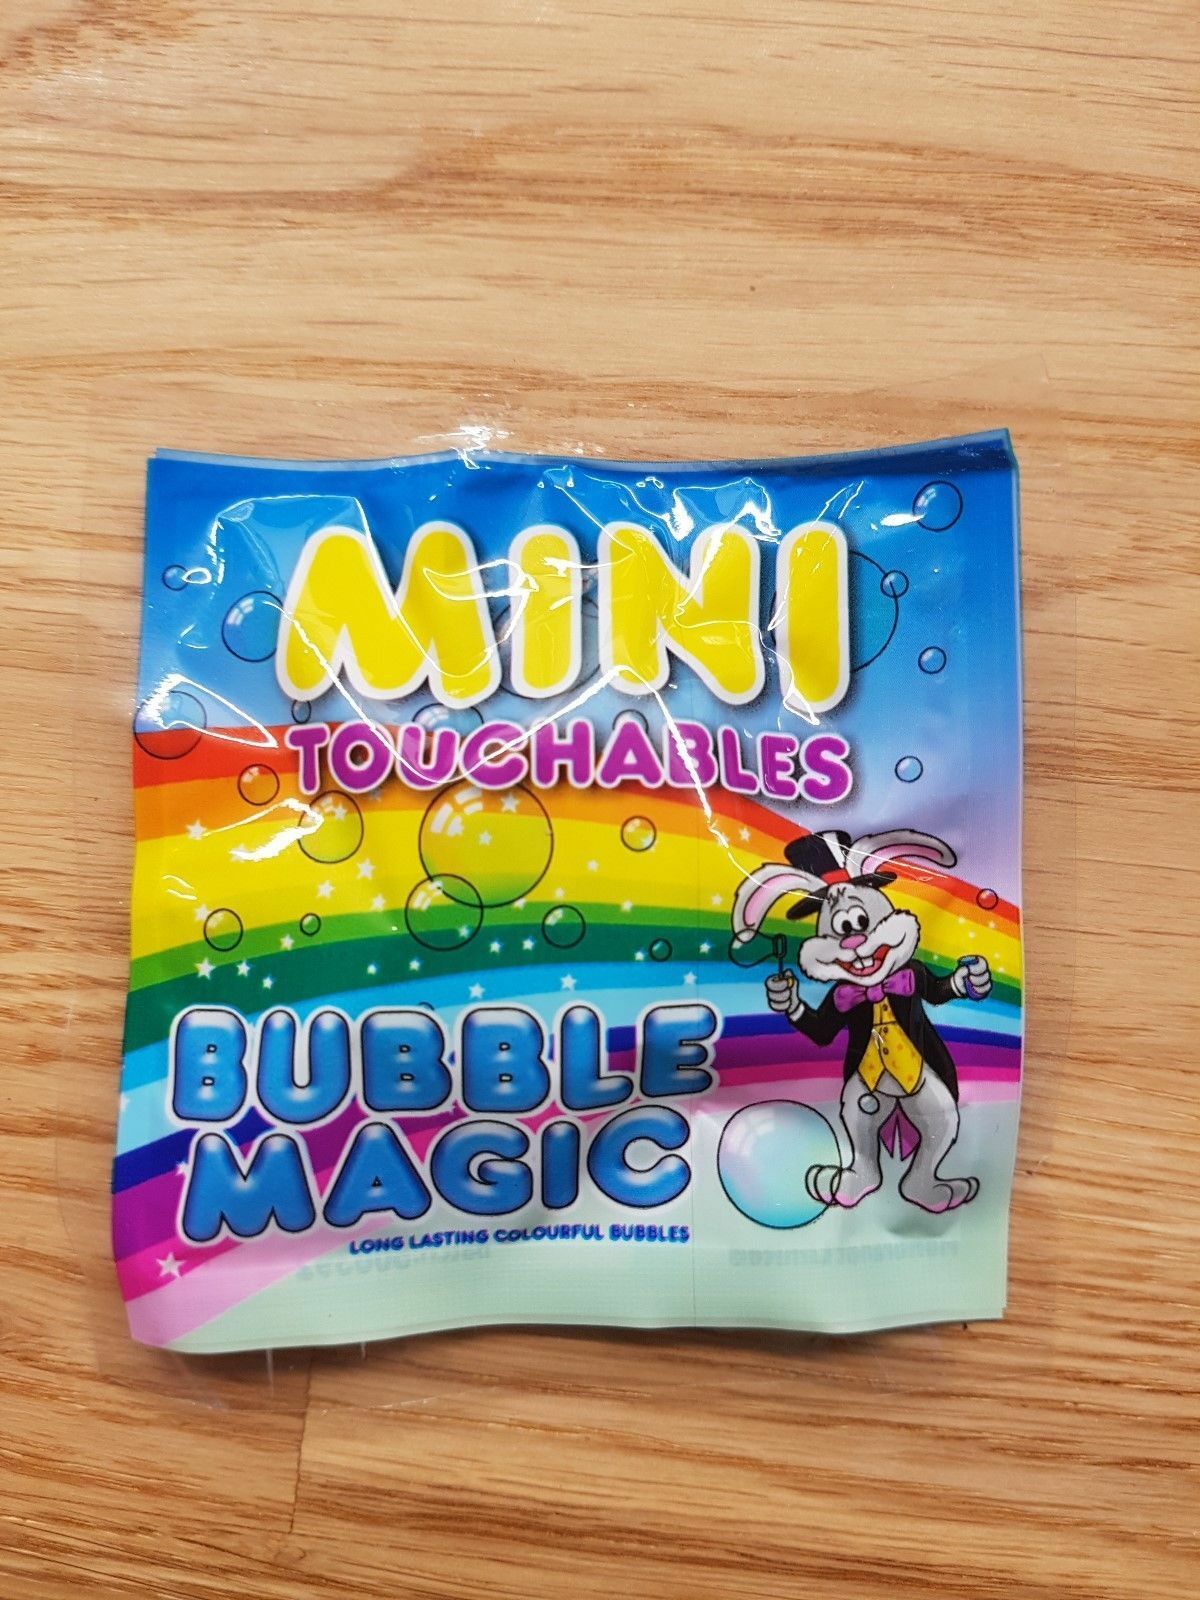 MINI
TOUCHABLES
BUBBLE
MAGIC
LONG LASTING COLOURFUL BUBBLES